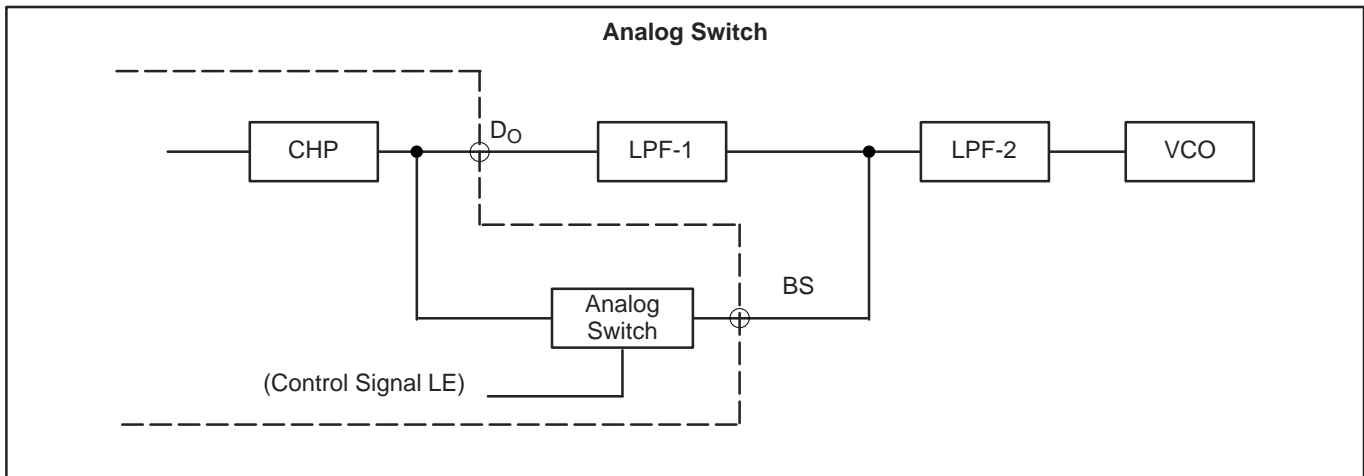 Analog Switch
CHP
DO
LPF-1
LPF-2
VCO
BS
Analog
Switch
(Control Signal LE)